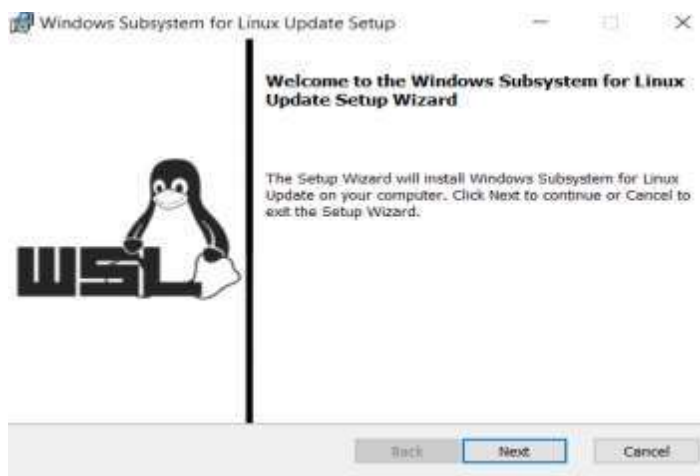 Windows Subsystem for Linux Update Setup
Welcome to the Windows Subsystem for Linux
Update Setup Wizard
The Setup Wizard will install Windows Subsystem for Linux
Update on your computer. Click Next to continue or Cancel to
exit the Setup Wizard.
WSL
Back Next Cancel